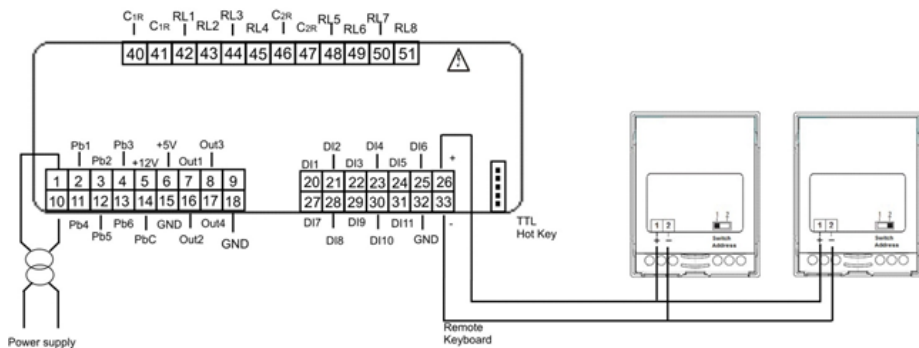 C1R C1R RL1 RL2 RL3 RL4 C2R C2R RL5 RL6 RL7 RL8
40 41 42 43 44 45 46 47 48 49 50 51
Pb1 Pb2 Pb3 +12V +5V Out1 Out3
1 2 3 4 5 6 7 8 9
10 11 12 13 14 15 16 17 18
Pb4 Pb5 Pb6 PbC GND Out2 Out4 GND
DI1 DI2 DI3 DI4 DI5 DI6 +
20 21 22 23 24 25 26
27 28 29 30 31 32 33
DI7 DI8 DI9 DI10 DI11 GND -
TTL
Hot Key
Power supply
Remote
Keyboard
1 2
1 2
+ -
Switch
Address
1 2
1 2
+ -
Switch
Address